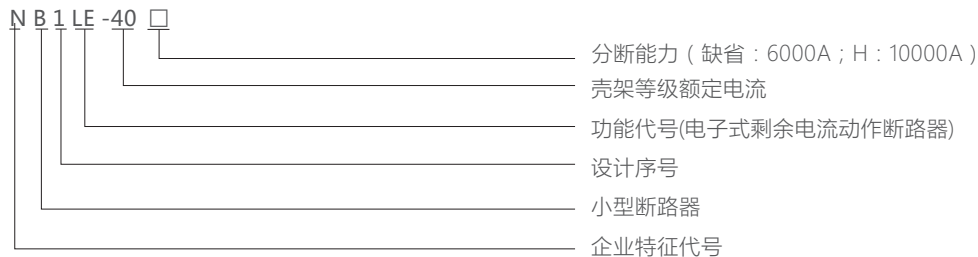 N B 1 LE -40 □
分断能力（缺省：6000A；H：10000A）
壳架等级额定电流
功能代号(电子式剩余电流动作断路器)
设计序号
小型断路器
企业特征代号